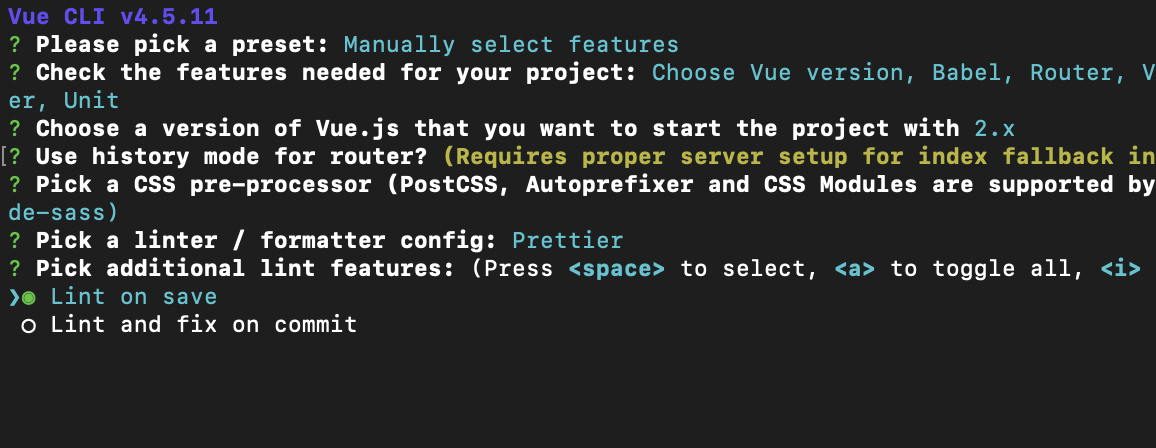 Vue CLI v4.5.11
? Please pick a preset: Manually select features
? Check the features needed for your project: Choose Vue version, Babel, Router, V
er, Unit
? Choose a version of Vue.js that you want to start the project with 2.x
[? Use history mode for router? (Requires proper server setup for index fallback in
? Pick a CSS pre-processor (PostCSS, Autoprefixer and CSS Modules are supported by
de-sass)
? Pick a linter / formatter config: Prettier
? Pick additional lint features: (Press <space> to select, <a> to toggle all, <i>
❯◉ Lint on save
○ Lint and fix on commit